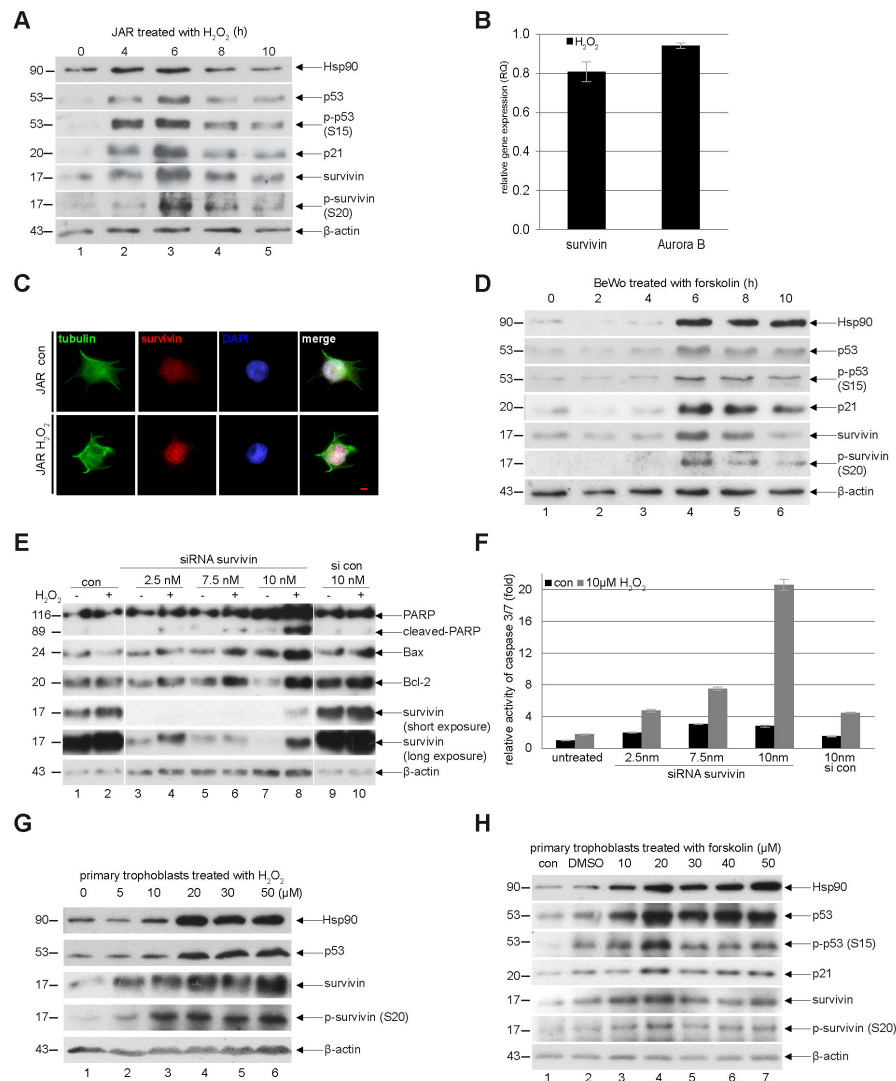 A
JAR treated with H2O2 (h)
0 4 6 8 10
90 Hsp90
53 p53
53 p-p53 (S15)
20 p21
17 survivin
17 p-survivin (S20)
43 β-actin
1 2 3 4 5
B
relative gene expression (RQ)
H2O2
1.0
0.8
0.6
0.4
0.2
0.0
survivin Aurora B
C
tubulin survivin DAPI merge
JAR con
JAR H2O2
D
BeWo treated with forskolin (h)
0 2 4 6 8 10
90 Hsp90
53 p53
53 p-p53 (S15)
20 p21
17 survivin
17 p-survivin (S20)
43 β-actin
1 2 3 4 5 6
E
siRNA survivin
con 2.5 nM 7.5 nM 10 nM si con 10 nM
H2O2 - + - + - + - + - +
116 PARP
89 cleaved-PARP
24 Bax
20 Bcl-2
17 survivin (short exposure)
17 survivin (long exposure)
43 β-actin
1 2 3 4 5 6 7 8 9 10
F
relative activity of caspase 3/7 (fold)
con 10µM H2O2
20
16
12
8
4
0
untreated 2.5nm 7.5nm 10nm 10nm si con
siRNA survivin
G
primary trophoblasts treated with H2O2
0 5 10 20 30 50 (µM)
90 Hsp90
53 p53
17 survivin
17 p-survivin (S20)
43 β-actin
1 2 3 4 5 6
H
primary trophoblasts treated with forskolin (µM)
con DMSO 10 20 30 40 50
90 Hsp90
53 p53
53 p-p53 (S15)
20 p21
17 survivin
17 p-survivin (S20)
43 β-actin
1 2 3 4 5 6 7